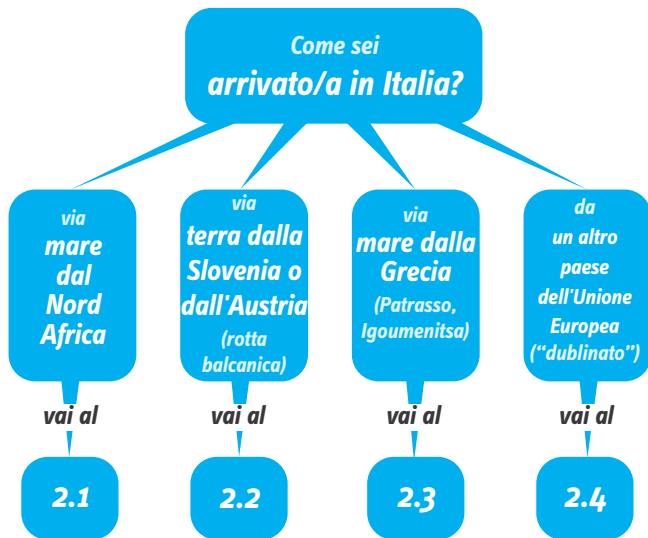 Come sei
arrivato/a in Italia?
via
mare
dal
Nord
Africa
via
terra dalla
Slovenia o
dall'Austria
(rotta
balcanica)
via
mare dalla
Grecia
(Patrasso,
Igoumenitsa)
da
un altro
paese
dell'Unione
Europea
(“dublinato”)
vai al
vai al
vai al
vai al
2.1
2.2
2.3
2.4